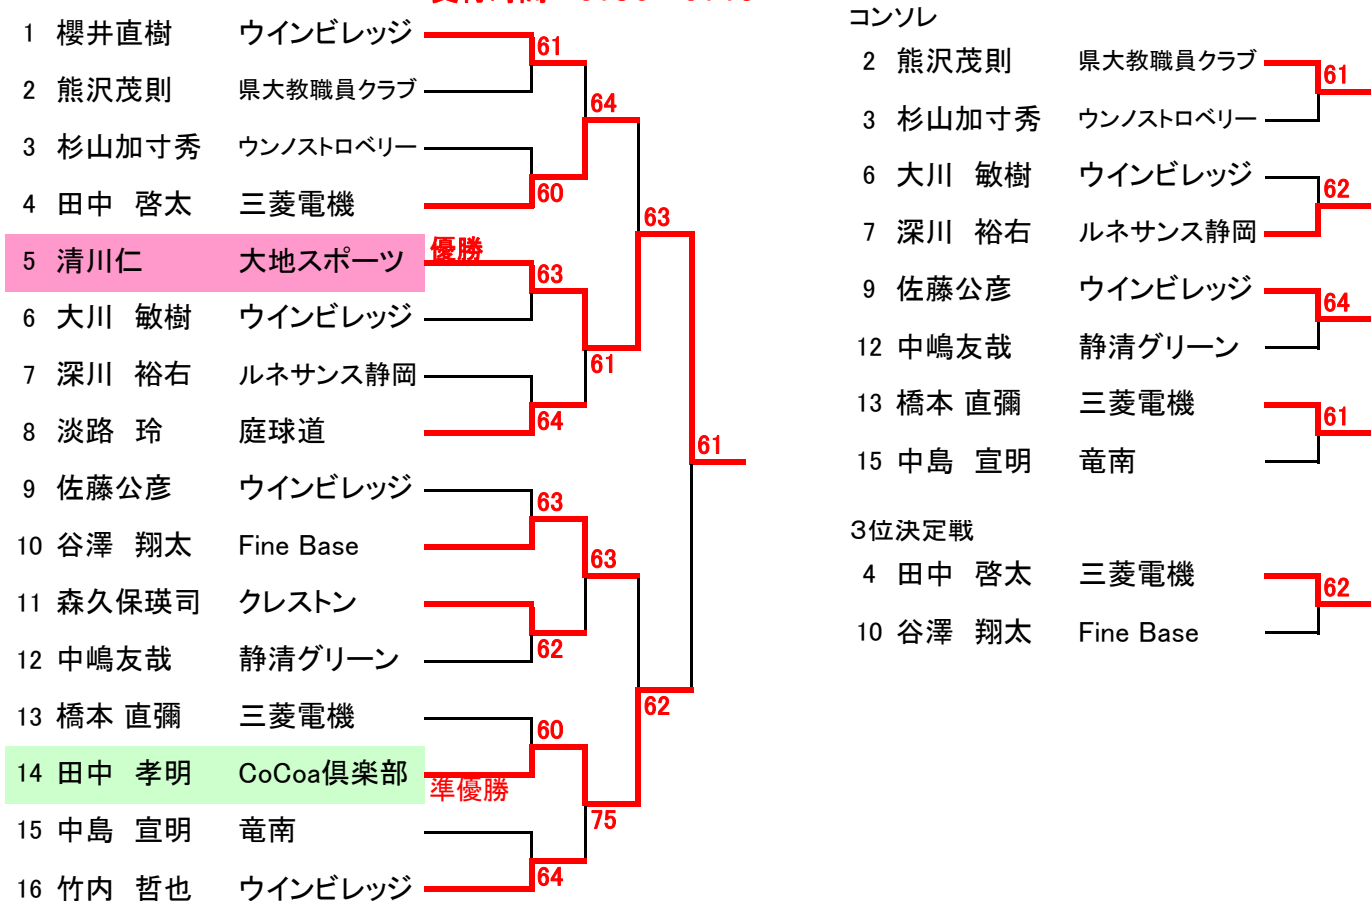 1 櫻井直樹 ウインビレッジ
61
2 熊沢茂則 県大教職員クラブ
64
3 杉山加寸秀 ウンノストロベリー
60
4 田中 啓太 三菱電機
63
5 清川仁 大地スポーツ 優勝
63
6 大川 敏樹 ウインビレッジ
61
7 深川 裕右 ルネサンス静岡
64
8 淡路 玲 庭球道
61
9 佐藤公彦 ウインビレッジ
63
10 谷澤 翔太 Fine Base
63
11 森久保瑛司 クレストン
62
12 中嶋友哉 静清グリーン
62
13 橋本 直彌 三菱電機
60
14 田中 孝明 CoCoa倶楽部 準優勝
75
15 中島 宣明 竜南
64
16 竹内 哲也 ウインビレッジ
コンソレ
2 熊沢茂則 県大教職員クラブ
61
3 杉山加寸秀 ウンノストロベリー
6 大川 敏樹 ウインビレッジ
62
7 深川 裕右 ルネサンス静岡
9 佐藤公彦 ウインビレッジ
64
12 中嶋友哉 静清グリーン
13 橋本 直彌 三菱電機
61
15 中島 宣明 竜南
3位決定戦
4 田中 啓太 三菱電機
62
10 谷澤 翔太 Fine Base